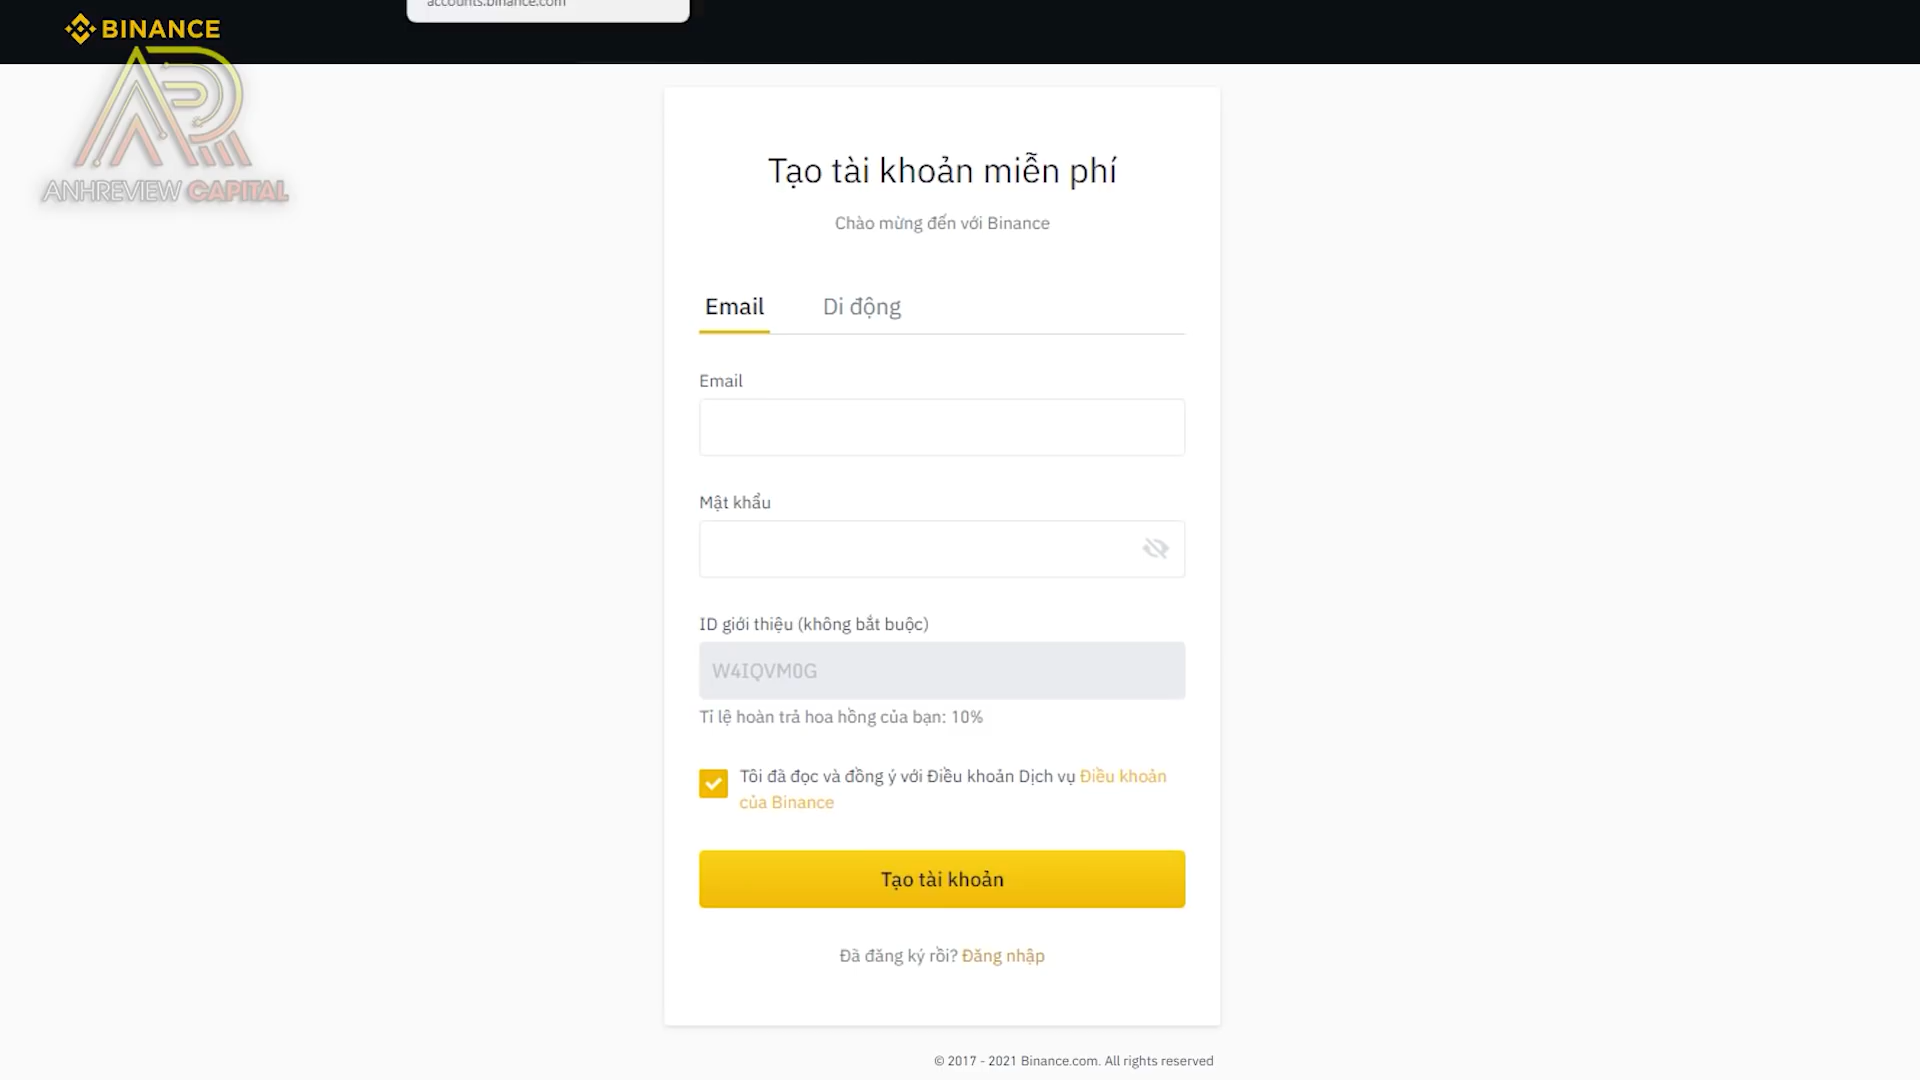 accounts.binance.com
BINANCE
ANHREVIEW CAPITAL
Tạo tài khoản miễn phí
Chào mừng đến với Binance
Email
Di động
Email
Mật khẩu
ID giới thiệu (không bắt buộc)
W4IQVM0G
Tỉ lệ hoàn trả hoa hồng của bạn: 10%
Tôi đã đọc và đồng ý với Điều khoản Dịch vụ Điều khoản
của Binance
Tạo tài khoản
Đã đăng ký rồi? Đăng nhập
© 2017 - 2021 Binance.com. All rights reserved